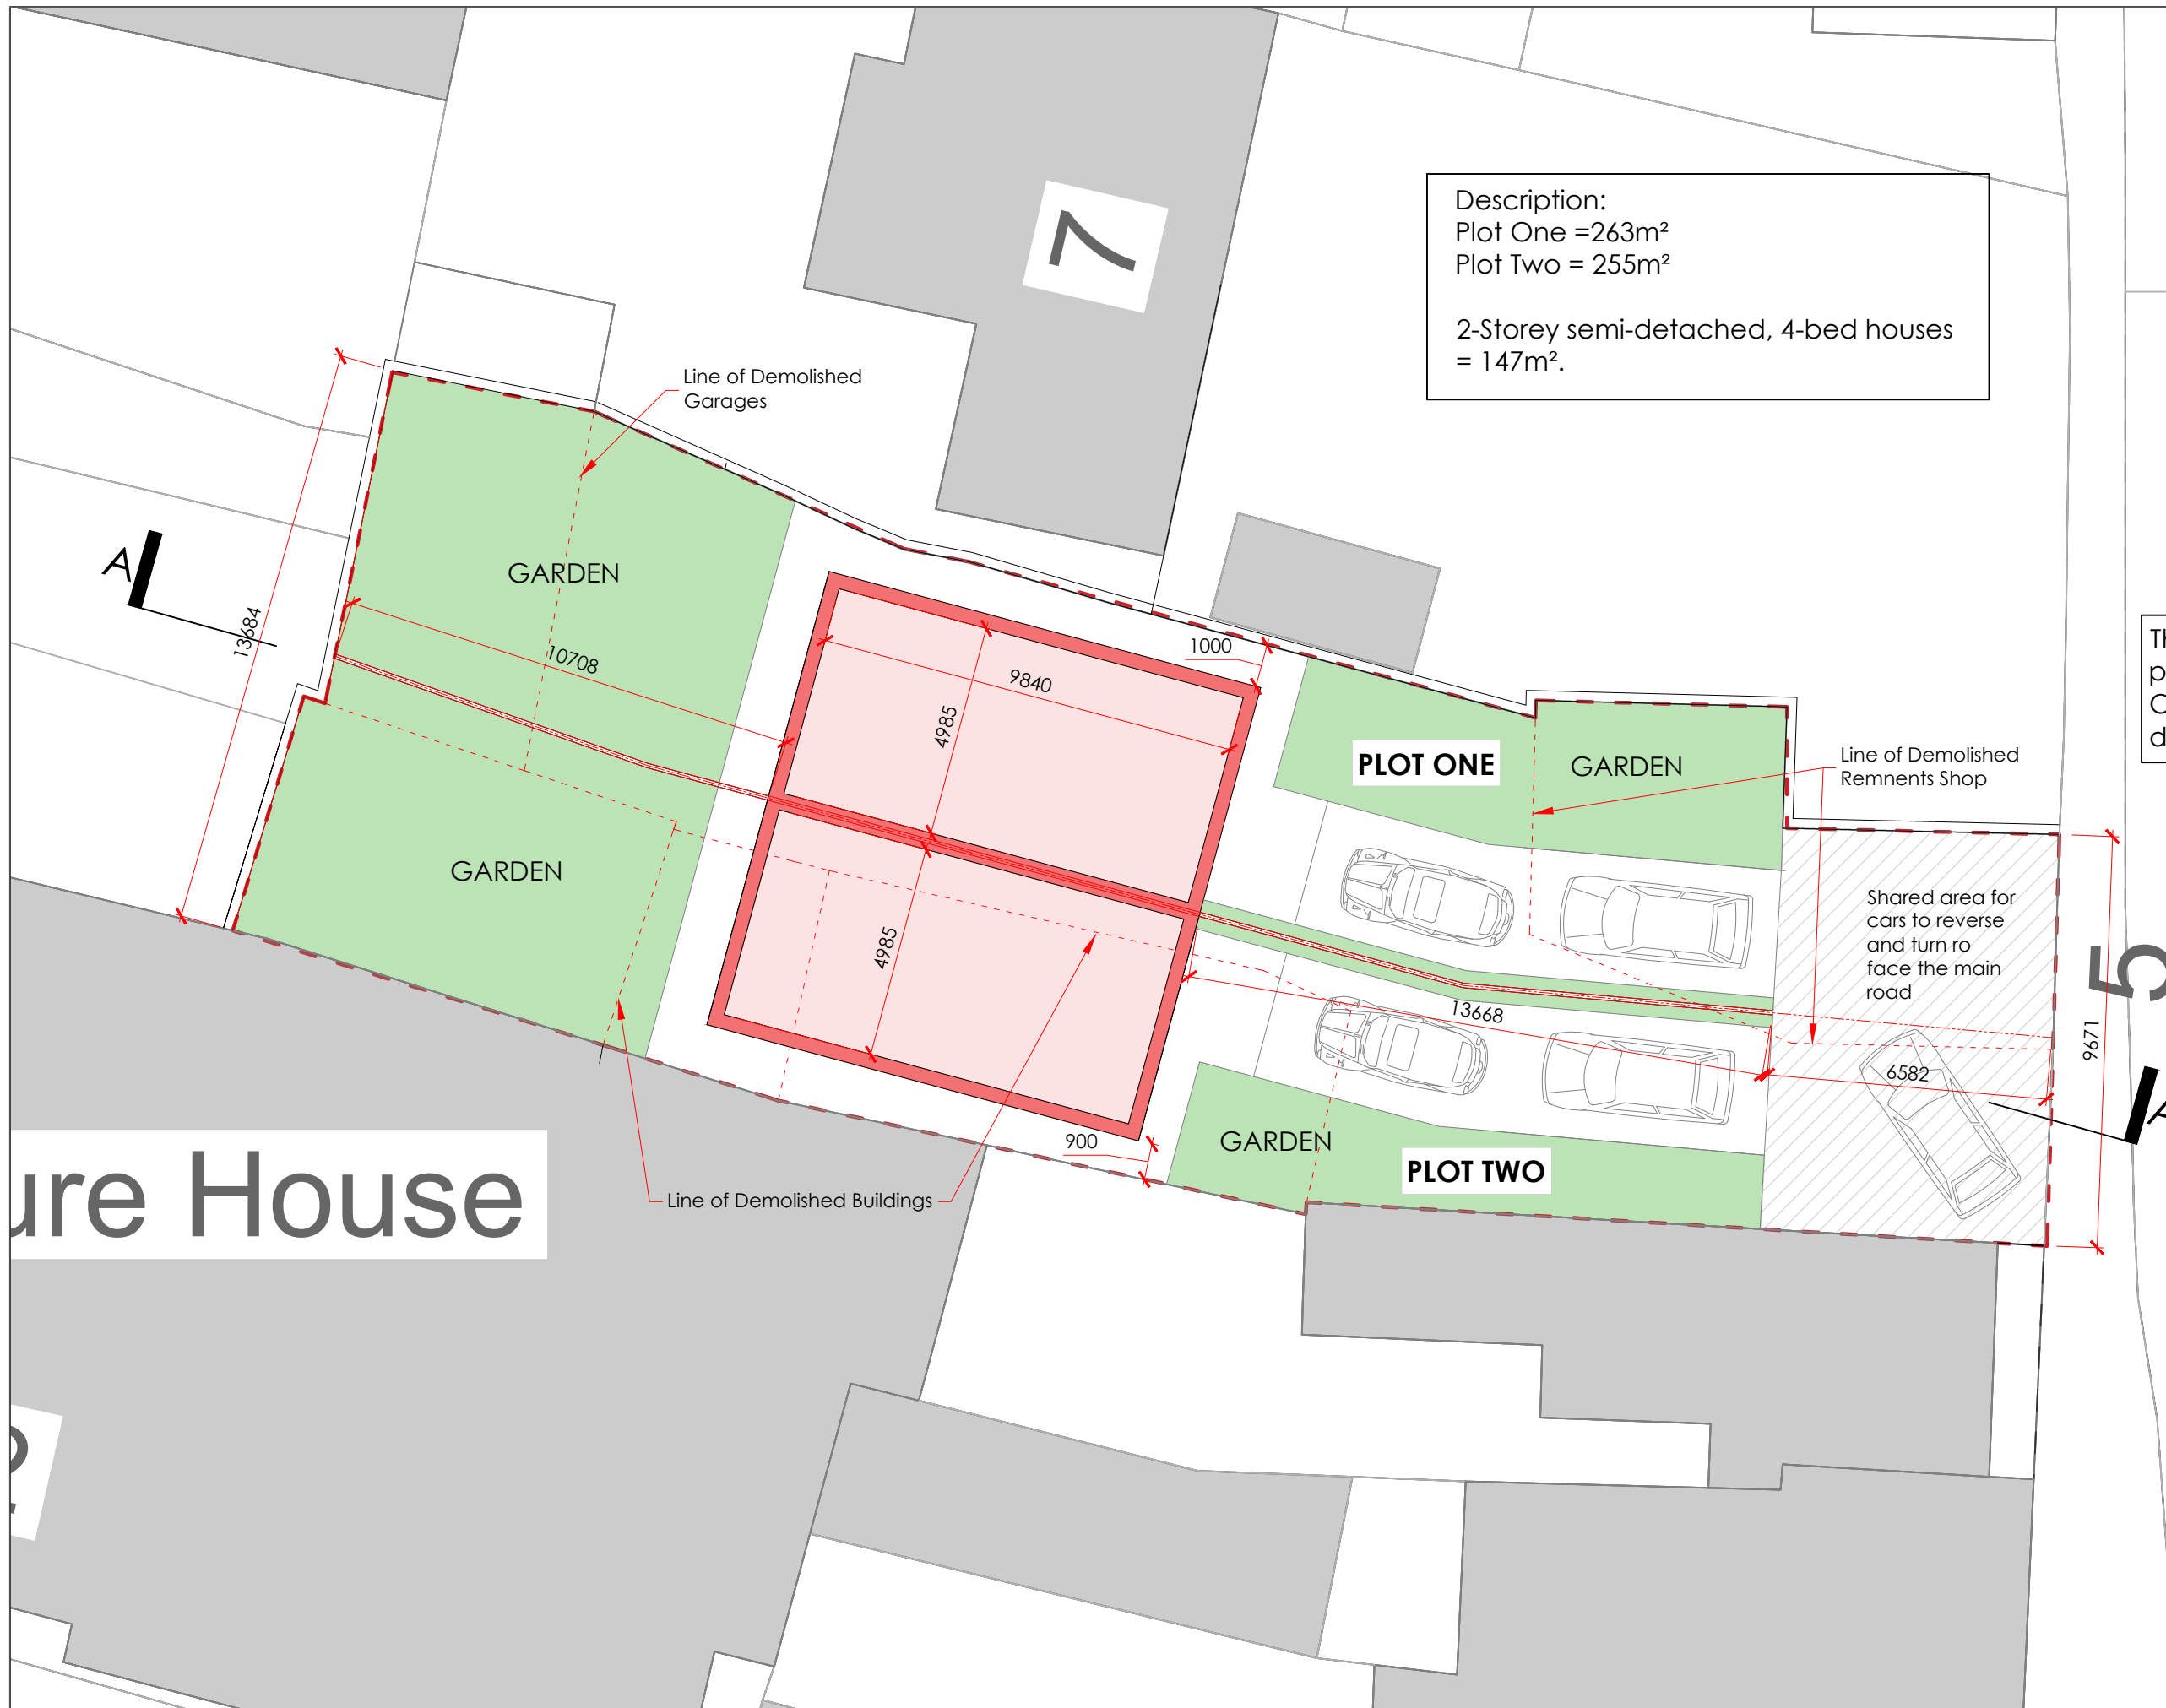 7
Description:
Plot One =263m²
Plot Two = 255m²
2-Storey semi-detached, 4-bed houses
= 147m².
Line of Demolished
Garages
A
13684
GARDEN
10708
1000
9840
4985
PLOT ONE
GARDEN
Line of Demolished
Remnents Shop
GARDEN
4985
Shared area for
cars to reverse
and turn ro
face the main
road
13668
5
9671
6582
A
900
GARDEN
PLOT TWO
Line of Demolished Buildings
ure House